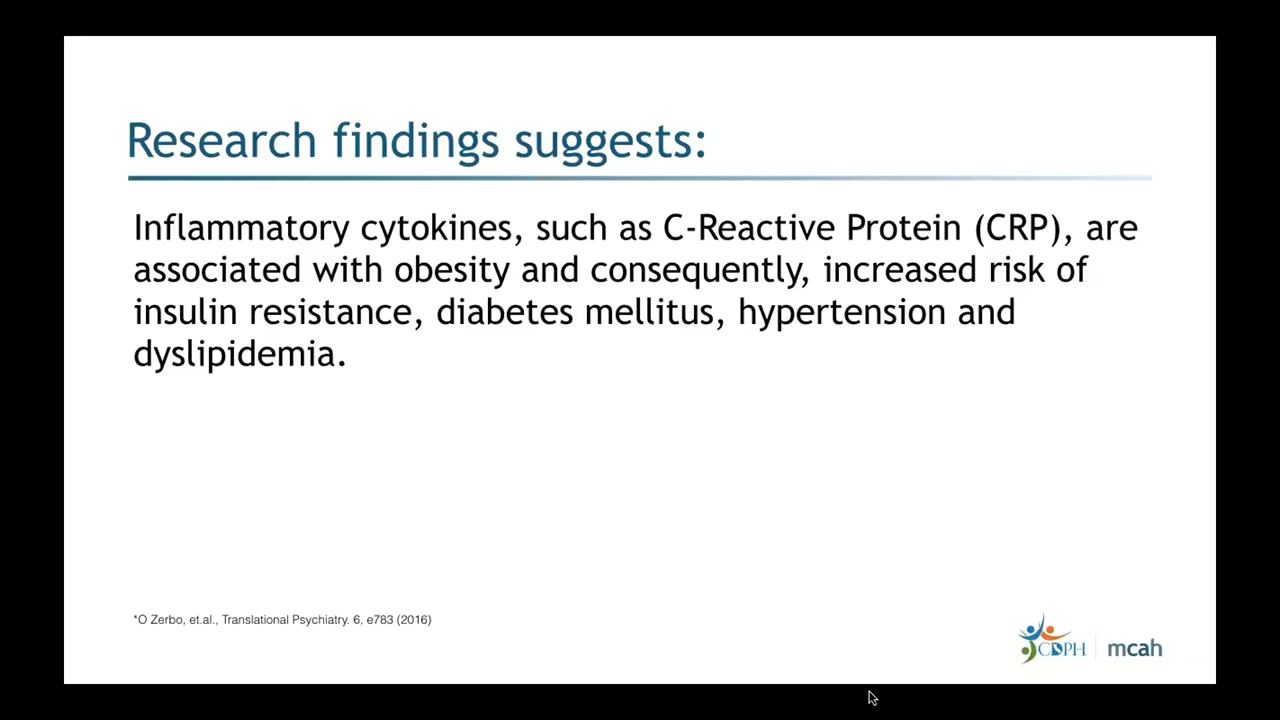 Research findings suggests:
Inflammatory cytokines, such as C-Reactive Protein (CRP), are
associated with obesity and consequently, increased risk of
insulin resistance, diabetes mellitus, hypertension and
dyslipidemia.
*O Zerbo, et.al., Translational Psychiatry. 6, e783 (2016)
CDPH | mcah